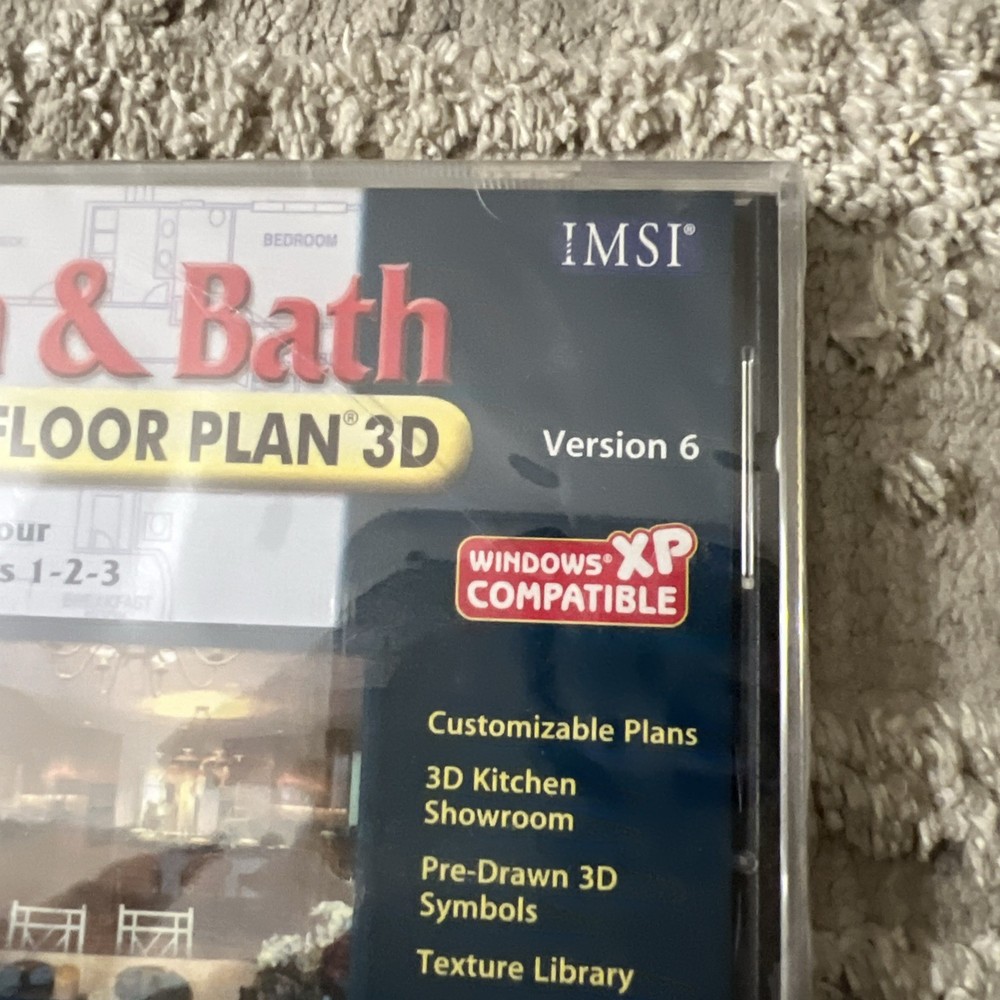 BEDROOM
IMSI®
& Bath
FLOOR PLAN® 3D
Version 6
our
s 1-2-3
BREAKFAST
WINDOWS® XP
COMPATIBLE
Customizable Plans
3D Kitchen
Showroom
Pre-Drawn 3D
Symbols
Texture Library